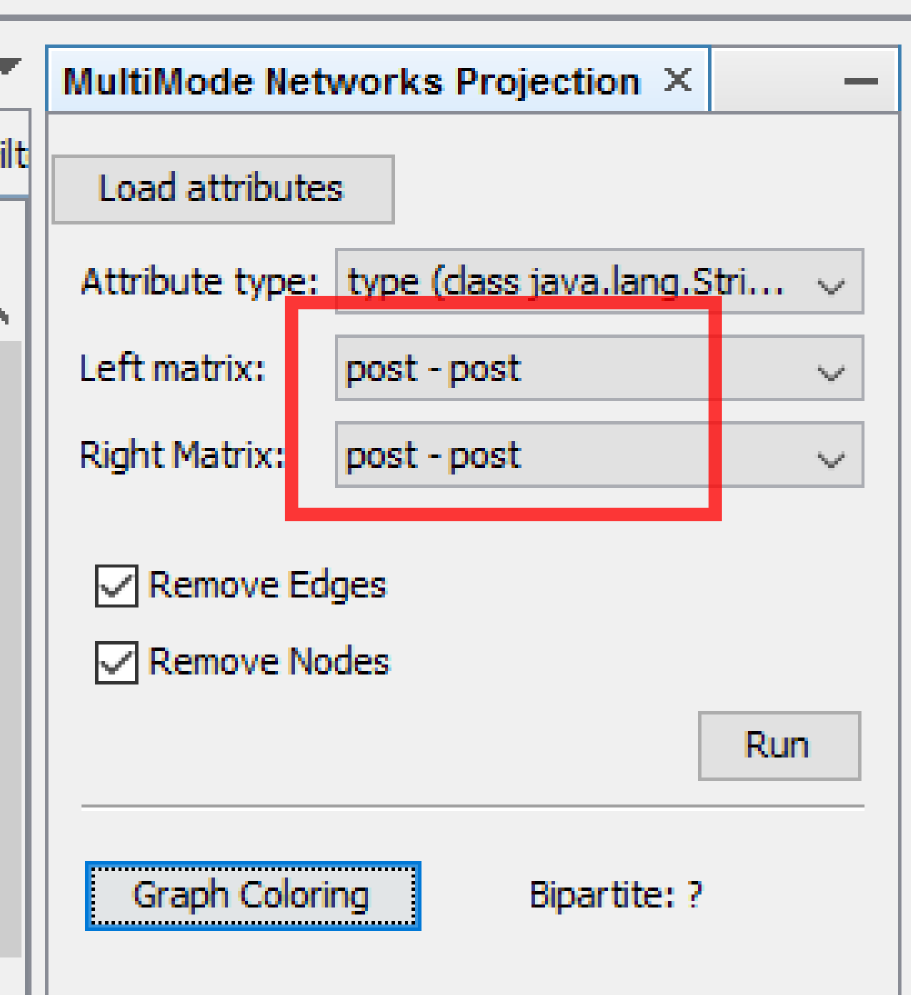 MultiMode Networks Projection
ilt
Load attributes
Attribute type: type (class java.lang.Stri...
Left matrix: post - post
Right Matrix: post - post
Remove Edges
Remove Nodes
Run
Graph Coloring Bipartite: ?